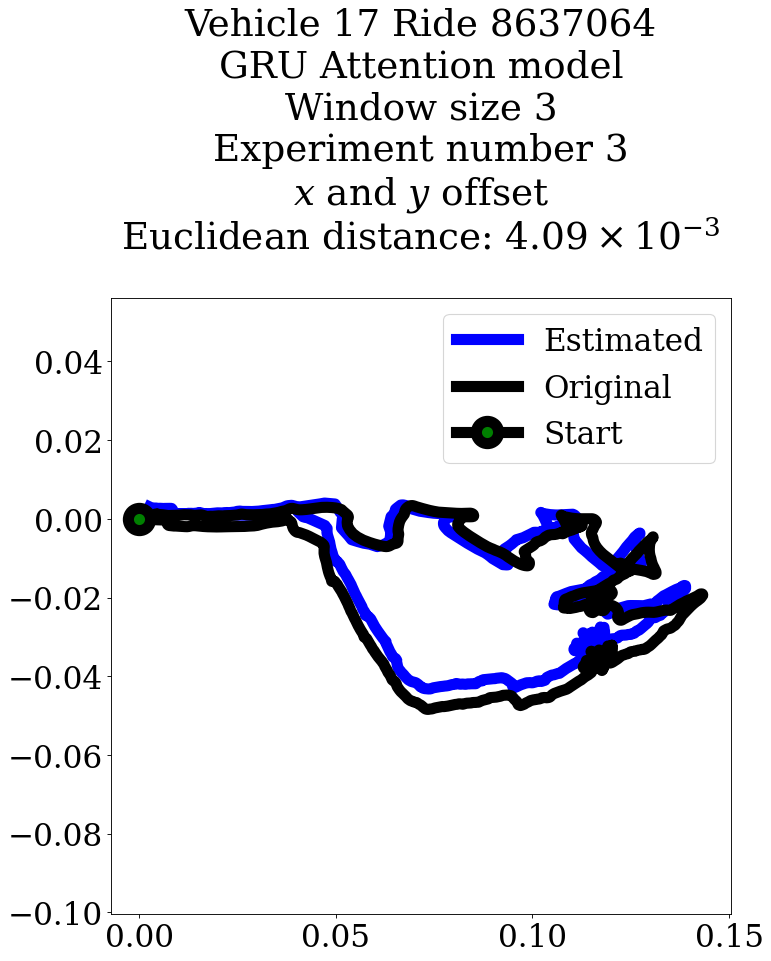 Vehicle 17 Ride 8637064
GRU Attention model
Window size 3
Experiment number 3
x and y offset
Euclidean distance: 4.09 × 10⁻³
Estimated
Original
Start
0.04
0.02
0.00
−0.02
−0.04
−0.06
−0.08
−0.10
0.00 0.05 0.10 0.15